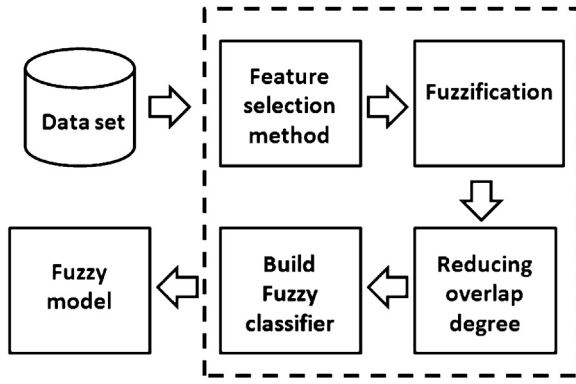 Data set
Feature
selection
method
Fuzzification
Reducing
overlap
degree
Build
Fuzzy
classifier
Fuzzy
model